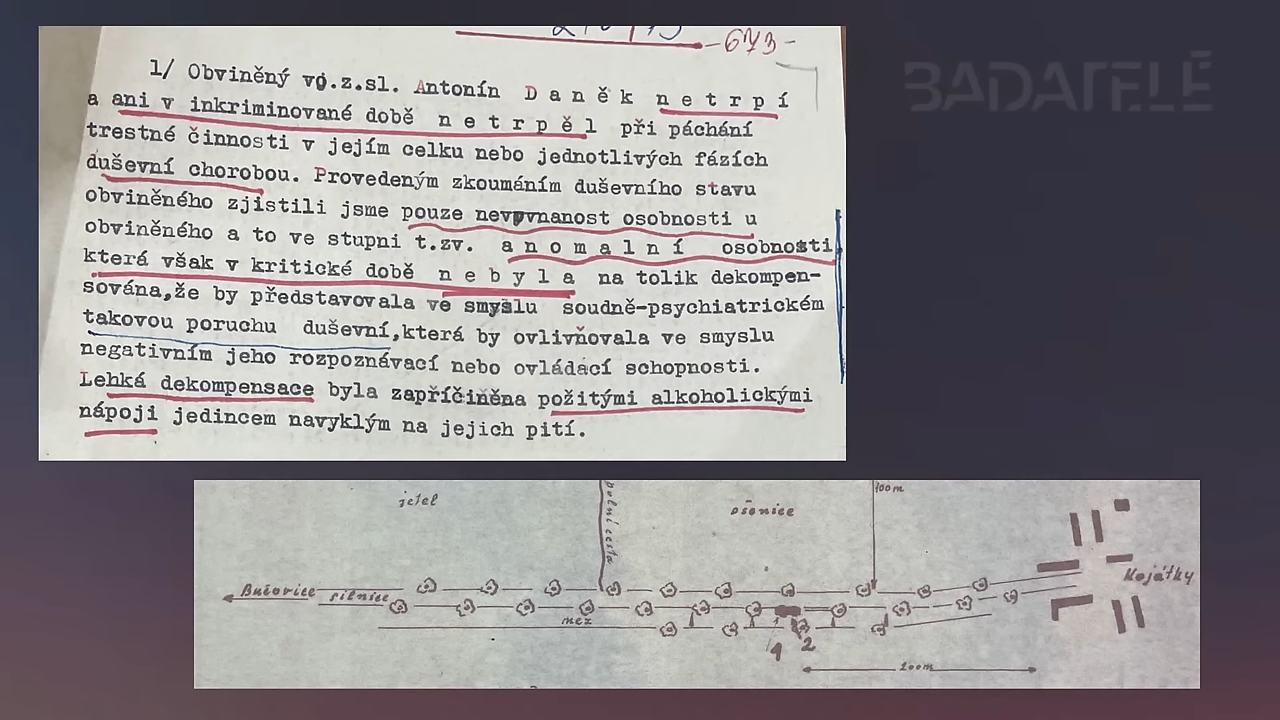 -673-
BADATELÉ
1/ Obviněný vo.z.sl. Antonín D a n ě k n e t r p í
a ani v inkriminované době n e t r p ě l při páchání
trestné činnosti v jejím celku nebo jednotlivých fázích
duševní chorobou. Provedeným zkoumáním duševního stavu
obviněného zjistili jsme pouze nevyvnanost osobnosti u
obviněného a to ve stupni t.zv. a n o m a l n í osobnosti
která však v kritické době n e b y l a na tolik dekompen-
sována,že by představovala ve smyslu soudně-psychiatrickém
takovou poruchu duševní,která by ovlivňovala ve smyslu
negativním jeho rozpoznávací nebo ovládací schopnosti.
Lehká dekompensace byla zapříčiněna požitými alkoholickými
nápoji jedincem navyklým na jejich pití.
jetel
polní cesta
pšenice
100m
Bučovice silnice
Kojátky
mez
1 2
200m